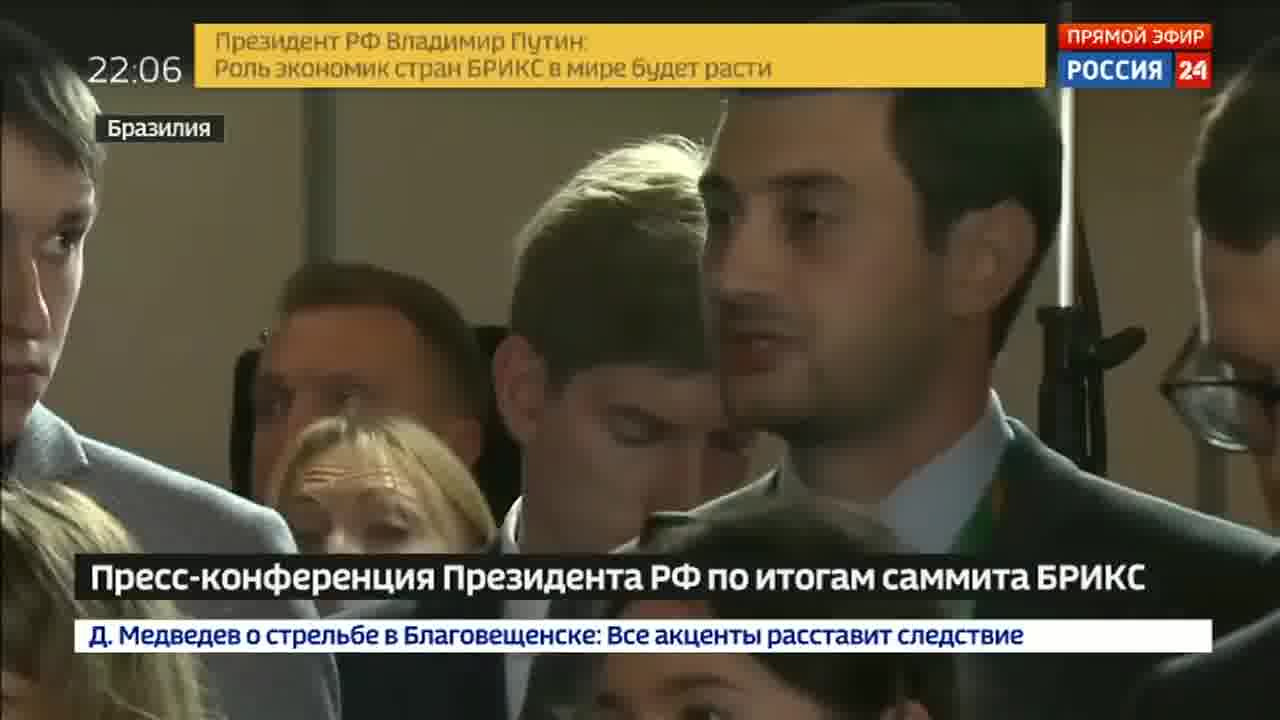 22:06
Президент РФ Владимир Путин:
Роль экономик стран БРИКС в мире будет расти
ПРЯМОЙ ЭФИР
РОССИЯ 24
Бразилия
Пресс-конференция Президента РФ по итогам саммита БРИКС
Д. Медведев о стрельбе в Благовещенске: Все акценты расставит следствие